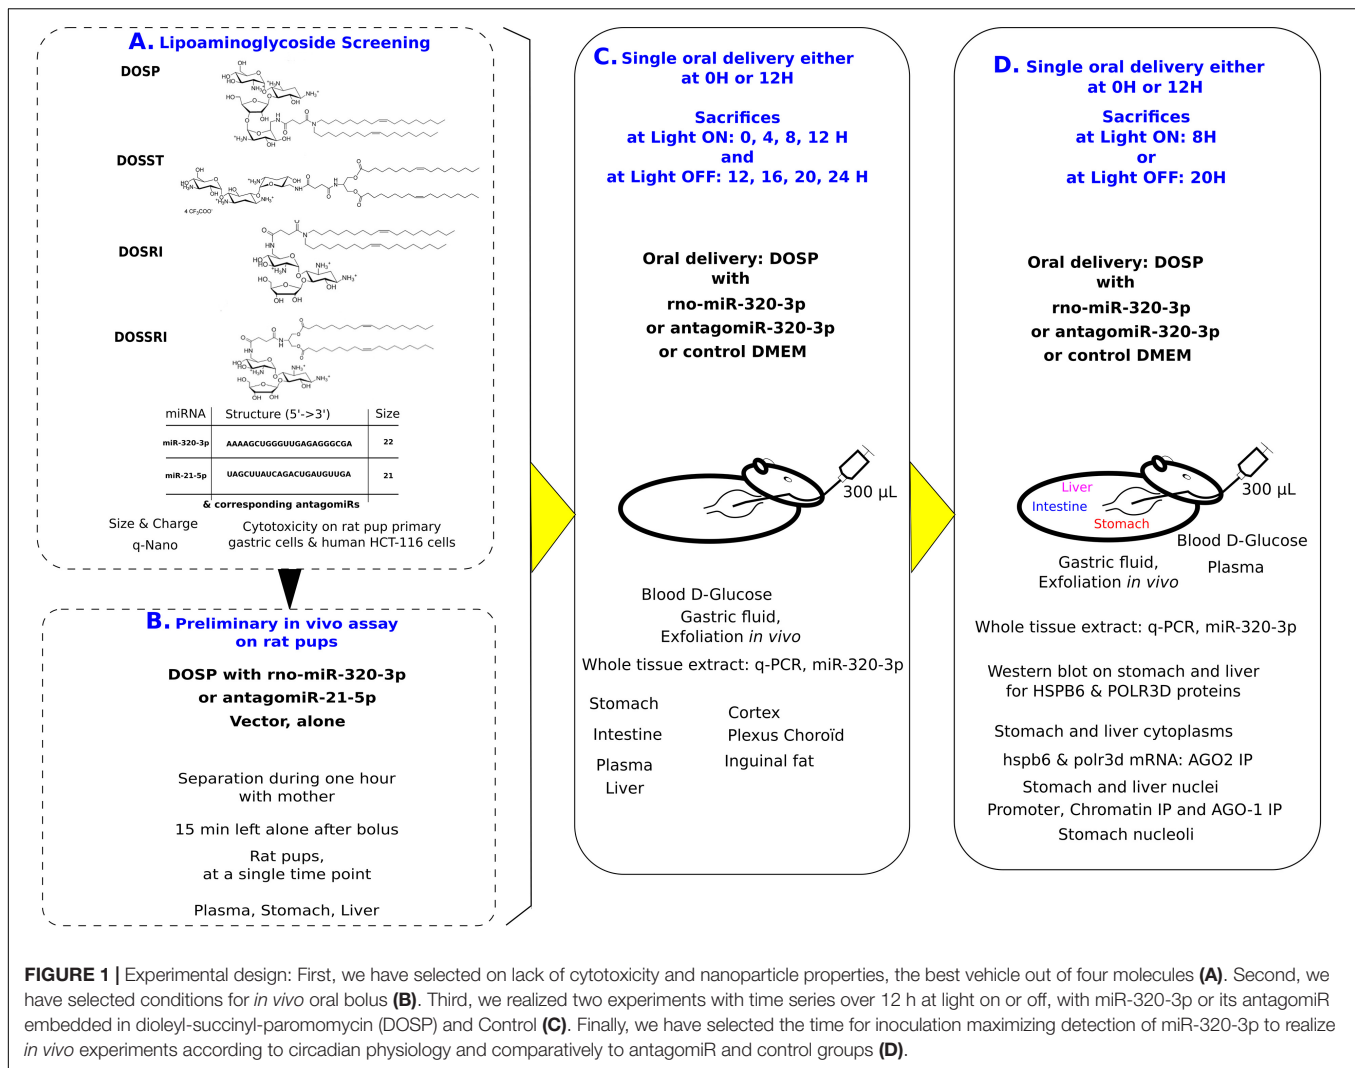 A. Lipoaminoglycoside Screening
DOSP
DOSST
4 CF3COO-
DOSRI
DOSSRI
miRNA Structure (5'->3') Size
miR-320-3p AAAAGCUGGGUUGAGAGGGCGA 22
miR-21-5p UAGCUUAUCAGACUGAUGUUGA 21
& corresponding antagomiRs
Size & Charge
q-Nano
Cytotoxicity on rat pup primary
gastric cells & human HCT-116 cells
B. Preliminary in vivo assay
on rat pups
DOSP with rno-miR-320-3p
or antagomiR-21-5p
Vector, alone
Separation during one hour
with mother
15 min left alone after bolus
Rat pups,
at a single time point
Plasma, Stomach, Liver
C. Single oral delivery either
at 0H or 12H
Sacrifices
at Light ON: 0, 4, 8, 12 H
and
at Light OFF: 12, 16, 20, 24 H
Oral delivery: DOSP
with
rno-miR-320-3p
or antagomiR-320-3p
or control DMEM
300 µL
Blood D-Glucose
Gastric fluid,
Exfoliation in vivo
Whole tissue extract: q-PCR, miR-320-3p
Stomach
Intestine
Plasma
Liver
Cortex
Plexus Choroïd
Inguinal fat
D. Single oral delivery either
at 0H or 12H
Sacrifices
at Light ON: 8H
or
at Light OFF: 20H
Oral delivery: DOSP
with
rno-miR-320-3p
or antagomiR-320-3p
or control DMEM
300 µL
Liver
Intestine
Stomach
Blood D-Glucose
Plasma
Gastric fluid,
Exfoliation in vivo
Whole tissue extract: q-PCR, miR-320-3p
Western blot on stomach and liver
for HSPB6 & POLR3D proteins
Stomach and liver cytoplasms
hspb6 & polr3d mRNA: AGO2 IP
Stomach and liver nuclei
Promoter, Chromatin IP and AGO-1 IP
Stomach nucleoli
FIGURE 1 | Experimental design: First, we have selected on lack of cytotoxicity and nanoparticle properties, the best vehicle out of four molecules (A). Second, we
have selected conditions for in vivo oral bolus (B). Third, we realized two experiments with time series over 12 h at light on or off, with miR-320-3p or its antagomiR
embedded in dioleyl-succinyl-paromomycin (DOSP) and Control (C). Finally, we have selected the time for inoculation maximizing detection of miR-320-3p to realize
in vivo experiments according to circadian physiology and comparatively to antagomiR and control groups (D).